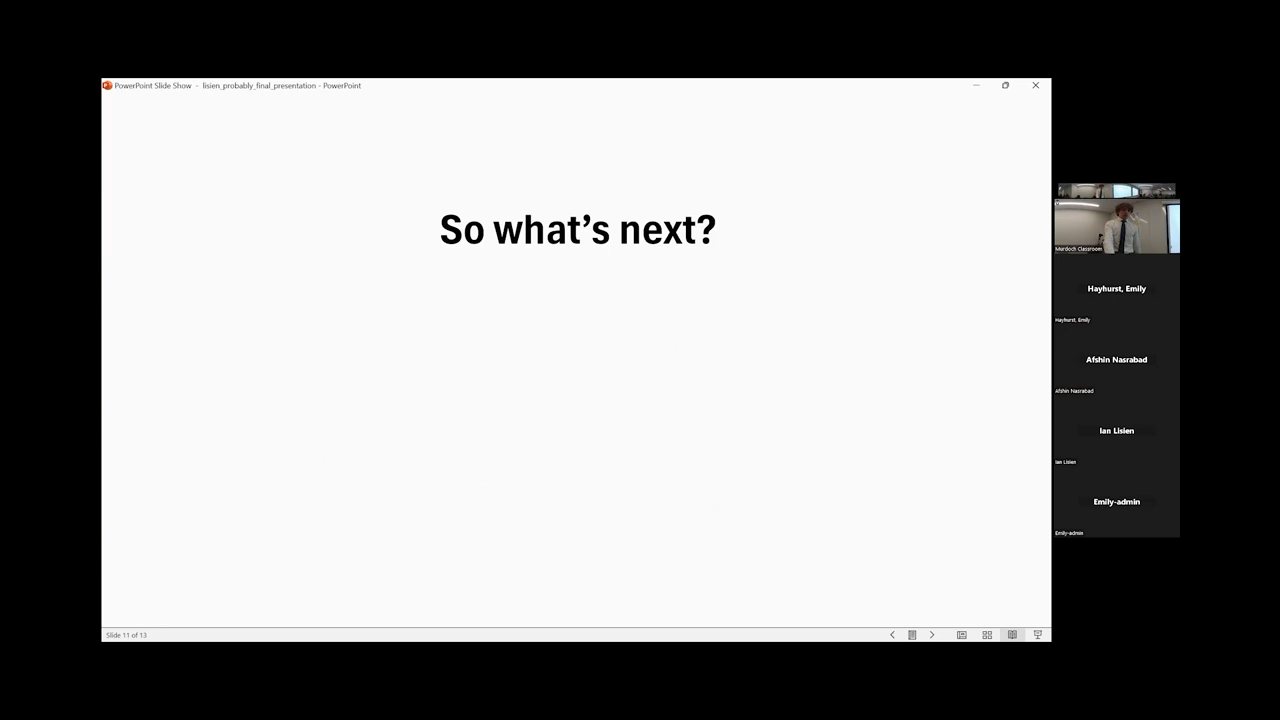 PowerPoint Slide Show - lisien_probably_final_presentation - PowerPoint
So what's next?
Murdoch Classroom
Hayhurst, Emily
Hayhurst, Emily
Afshin Nasrabad
Afshin Nasrabad
Ian Lisien
Ian Lisien
Emily-admin
Emily-admin
Slide 11 of 13